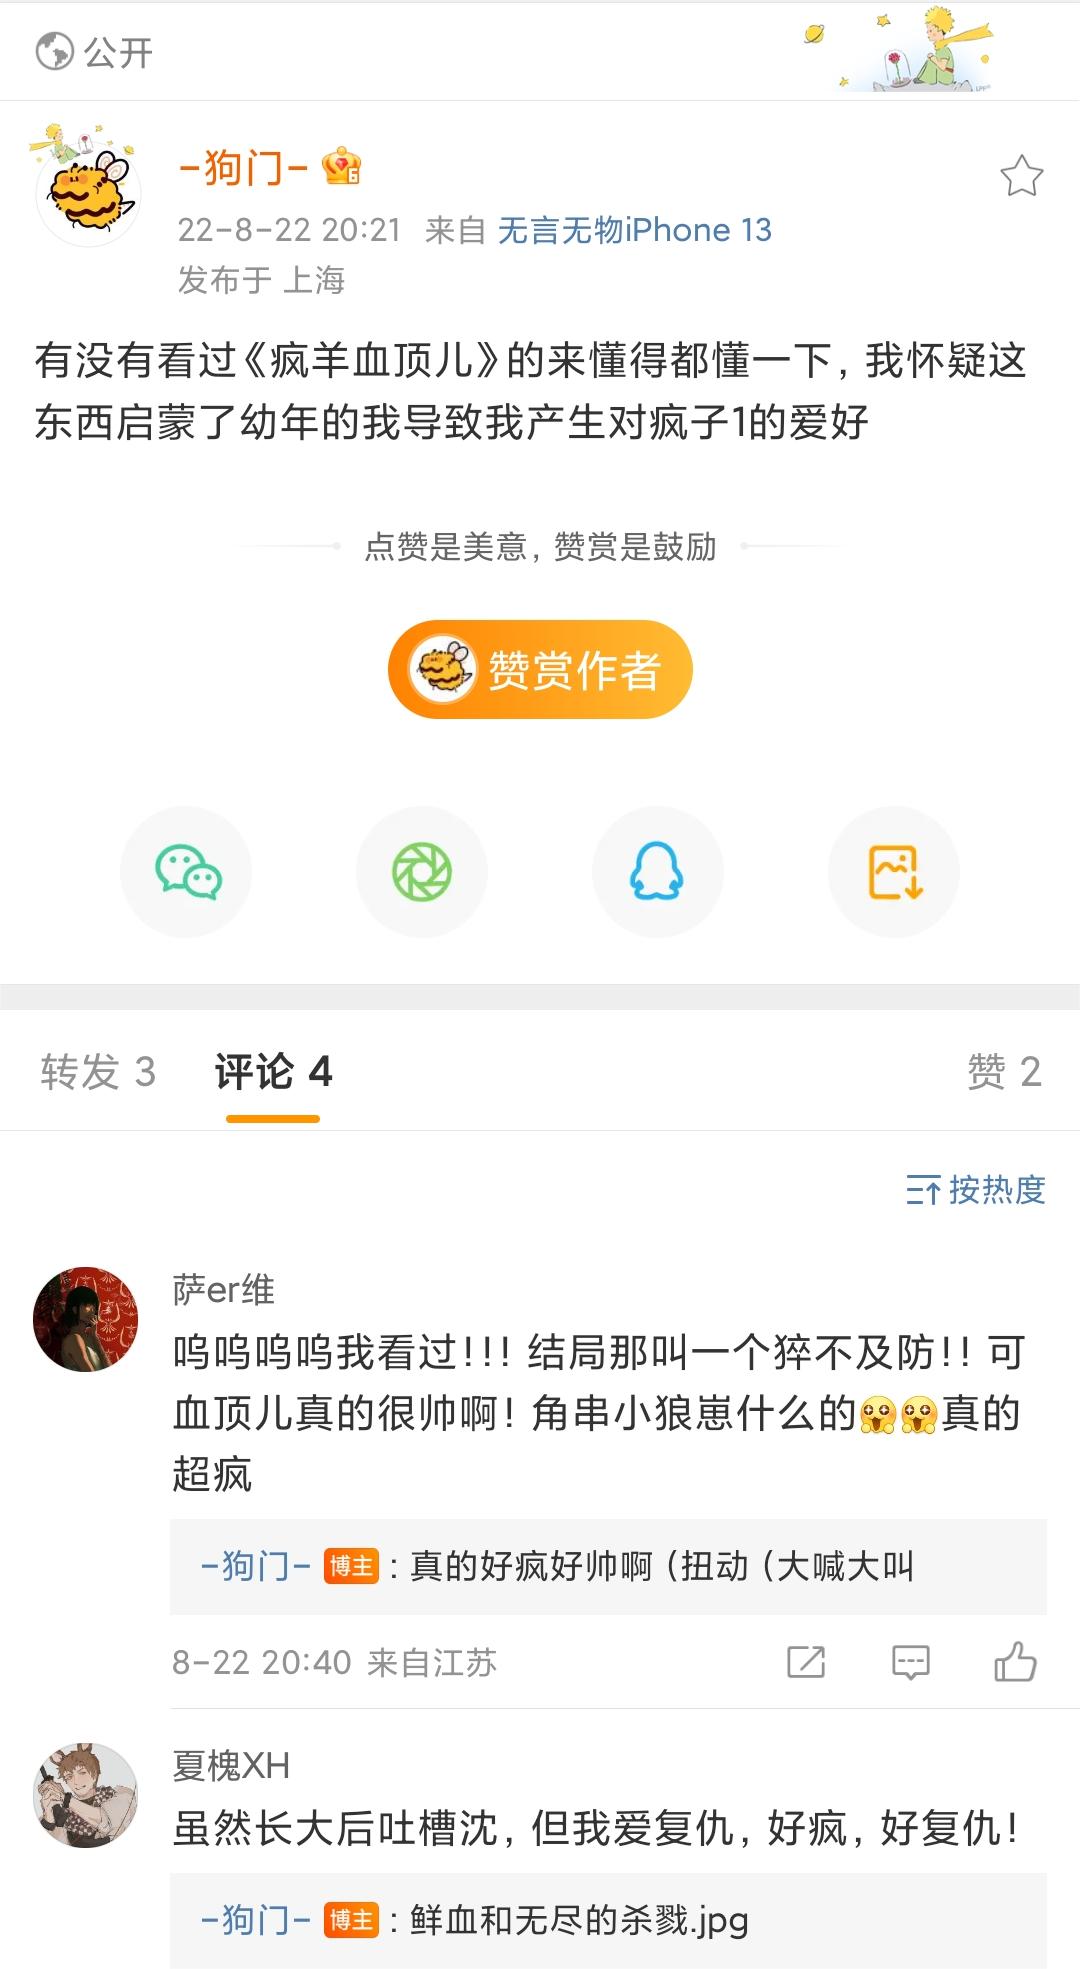 公开
-狗门-
22-8-22 20:21 来自 无言无物iPhone 13
发布于 上海
有没有看过《疯羊血顶儿》的来懂得都懂一下，我怀疑这
东西启蒙了幼年的我导致我产生对疯子1的爱好
点赞是美意，赞赏是鼓励
赞赏作者
转发 3 评论 4 赞 2
按热度
萨er维
呜呜呜呜我看过！！！结局那叫一个猝不及防！！可
血顶儿真的很帅啊！角串小狼崽什么的真的
超疯
-狗门- 博主：真的好疯好帅啊（扭动（大喊大叫
8-22 20:40 来自江苏
夏槐XH
虽然长大后吐槽沈，但我爱复仇，好疯，好复仇！
-狗门- 博主：鲜血和无尽的杀戮.jpg